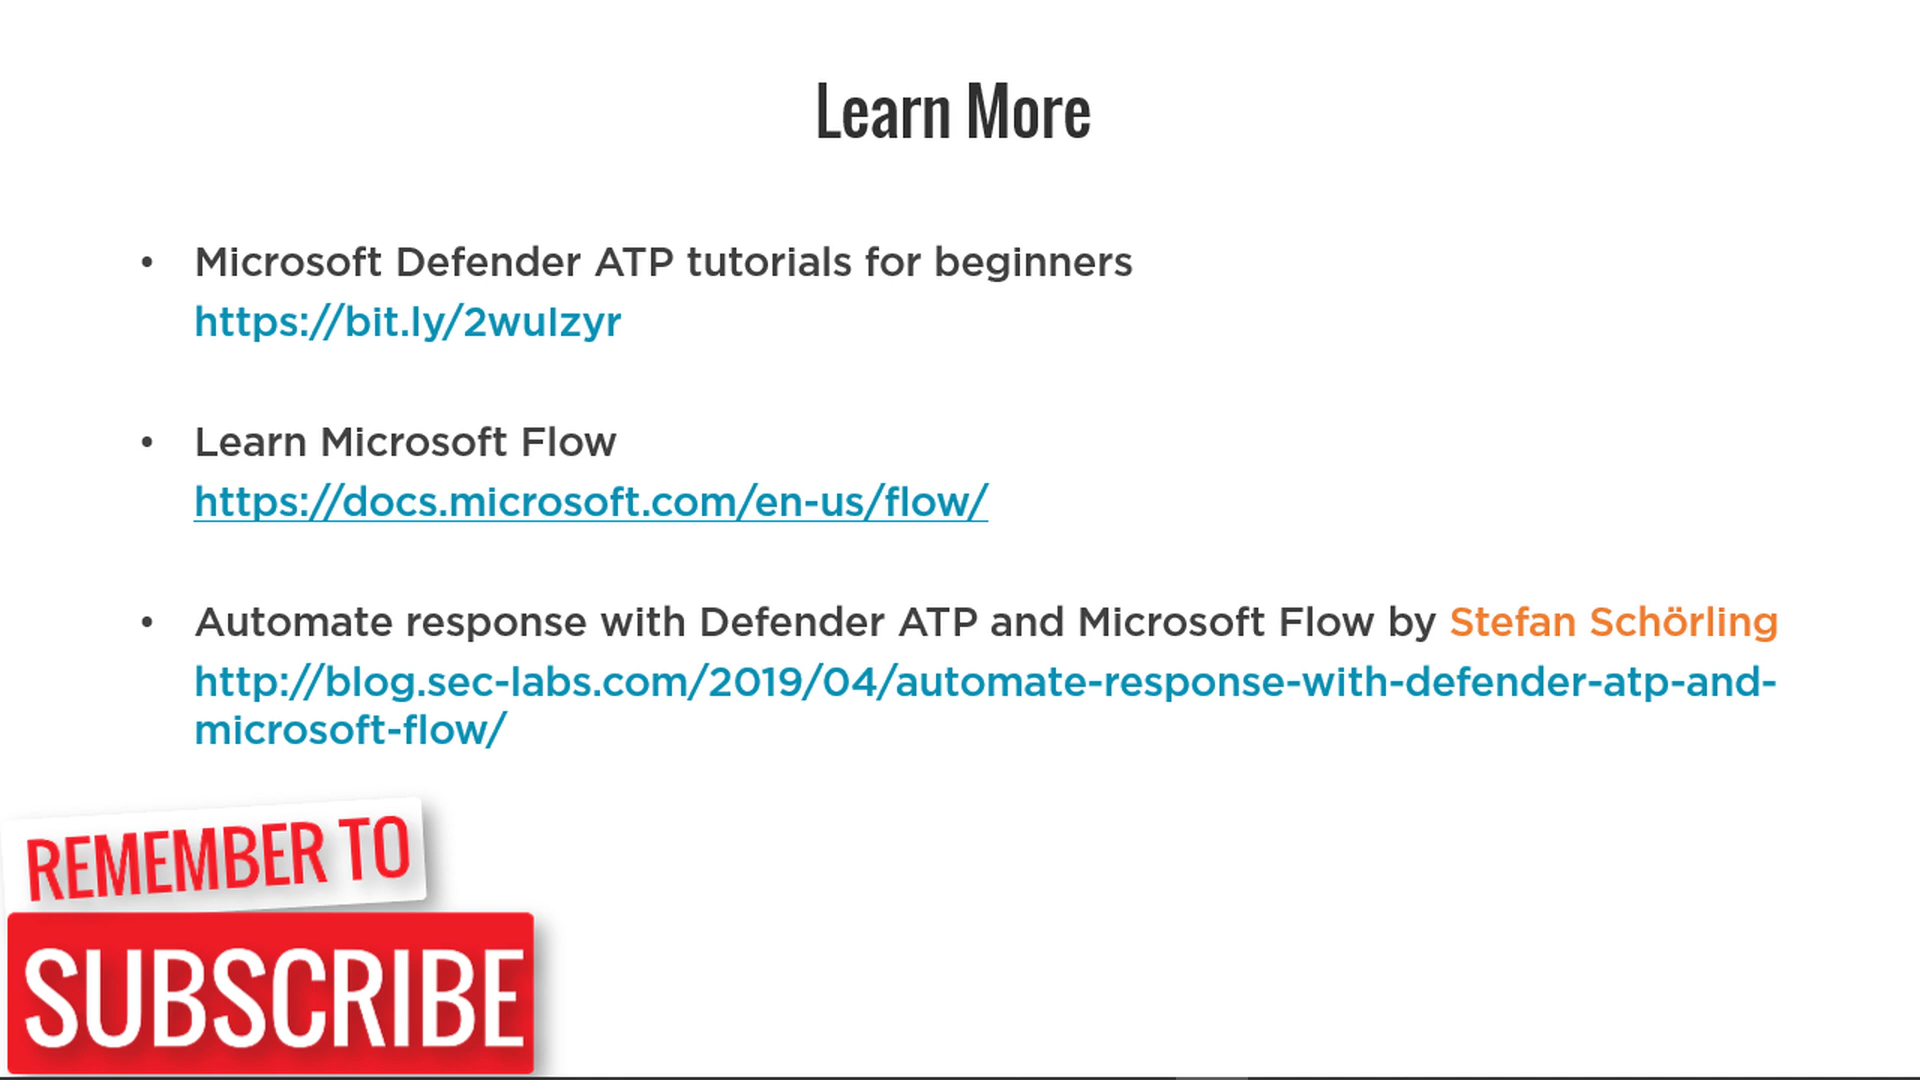 Learn More
• Microsoft Defender ATP tutorials for beginners
https://bit.ly/2wuIzyr
• Learn Microsoft Flow
https://docs.microsoft.com/en-us/flow/
• Automate response with Defender ATP and Microsoft Flow by Stefan Schörling
http://blog.sec-labs.com/2019/04/automate-response-with-defender-atp-and-
microsoft-flow/
REMEMBER TO
SUBSCRIBE